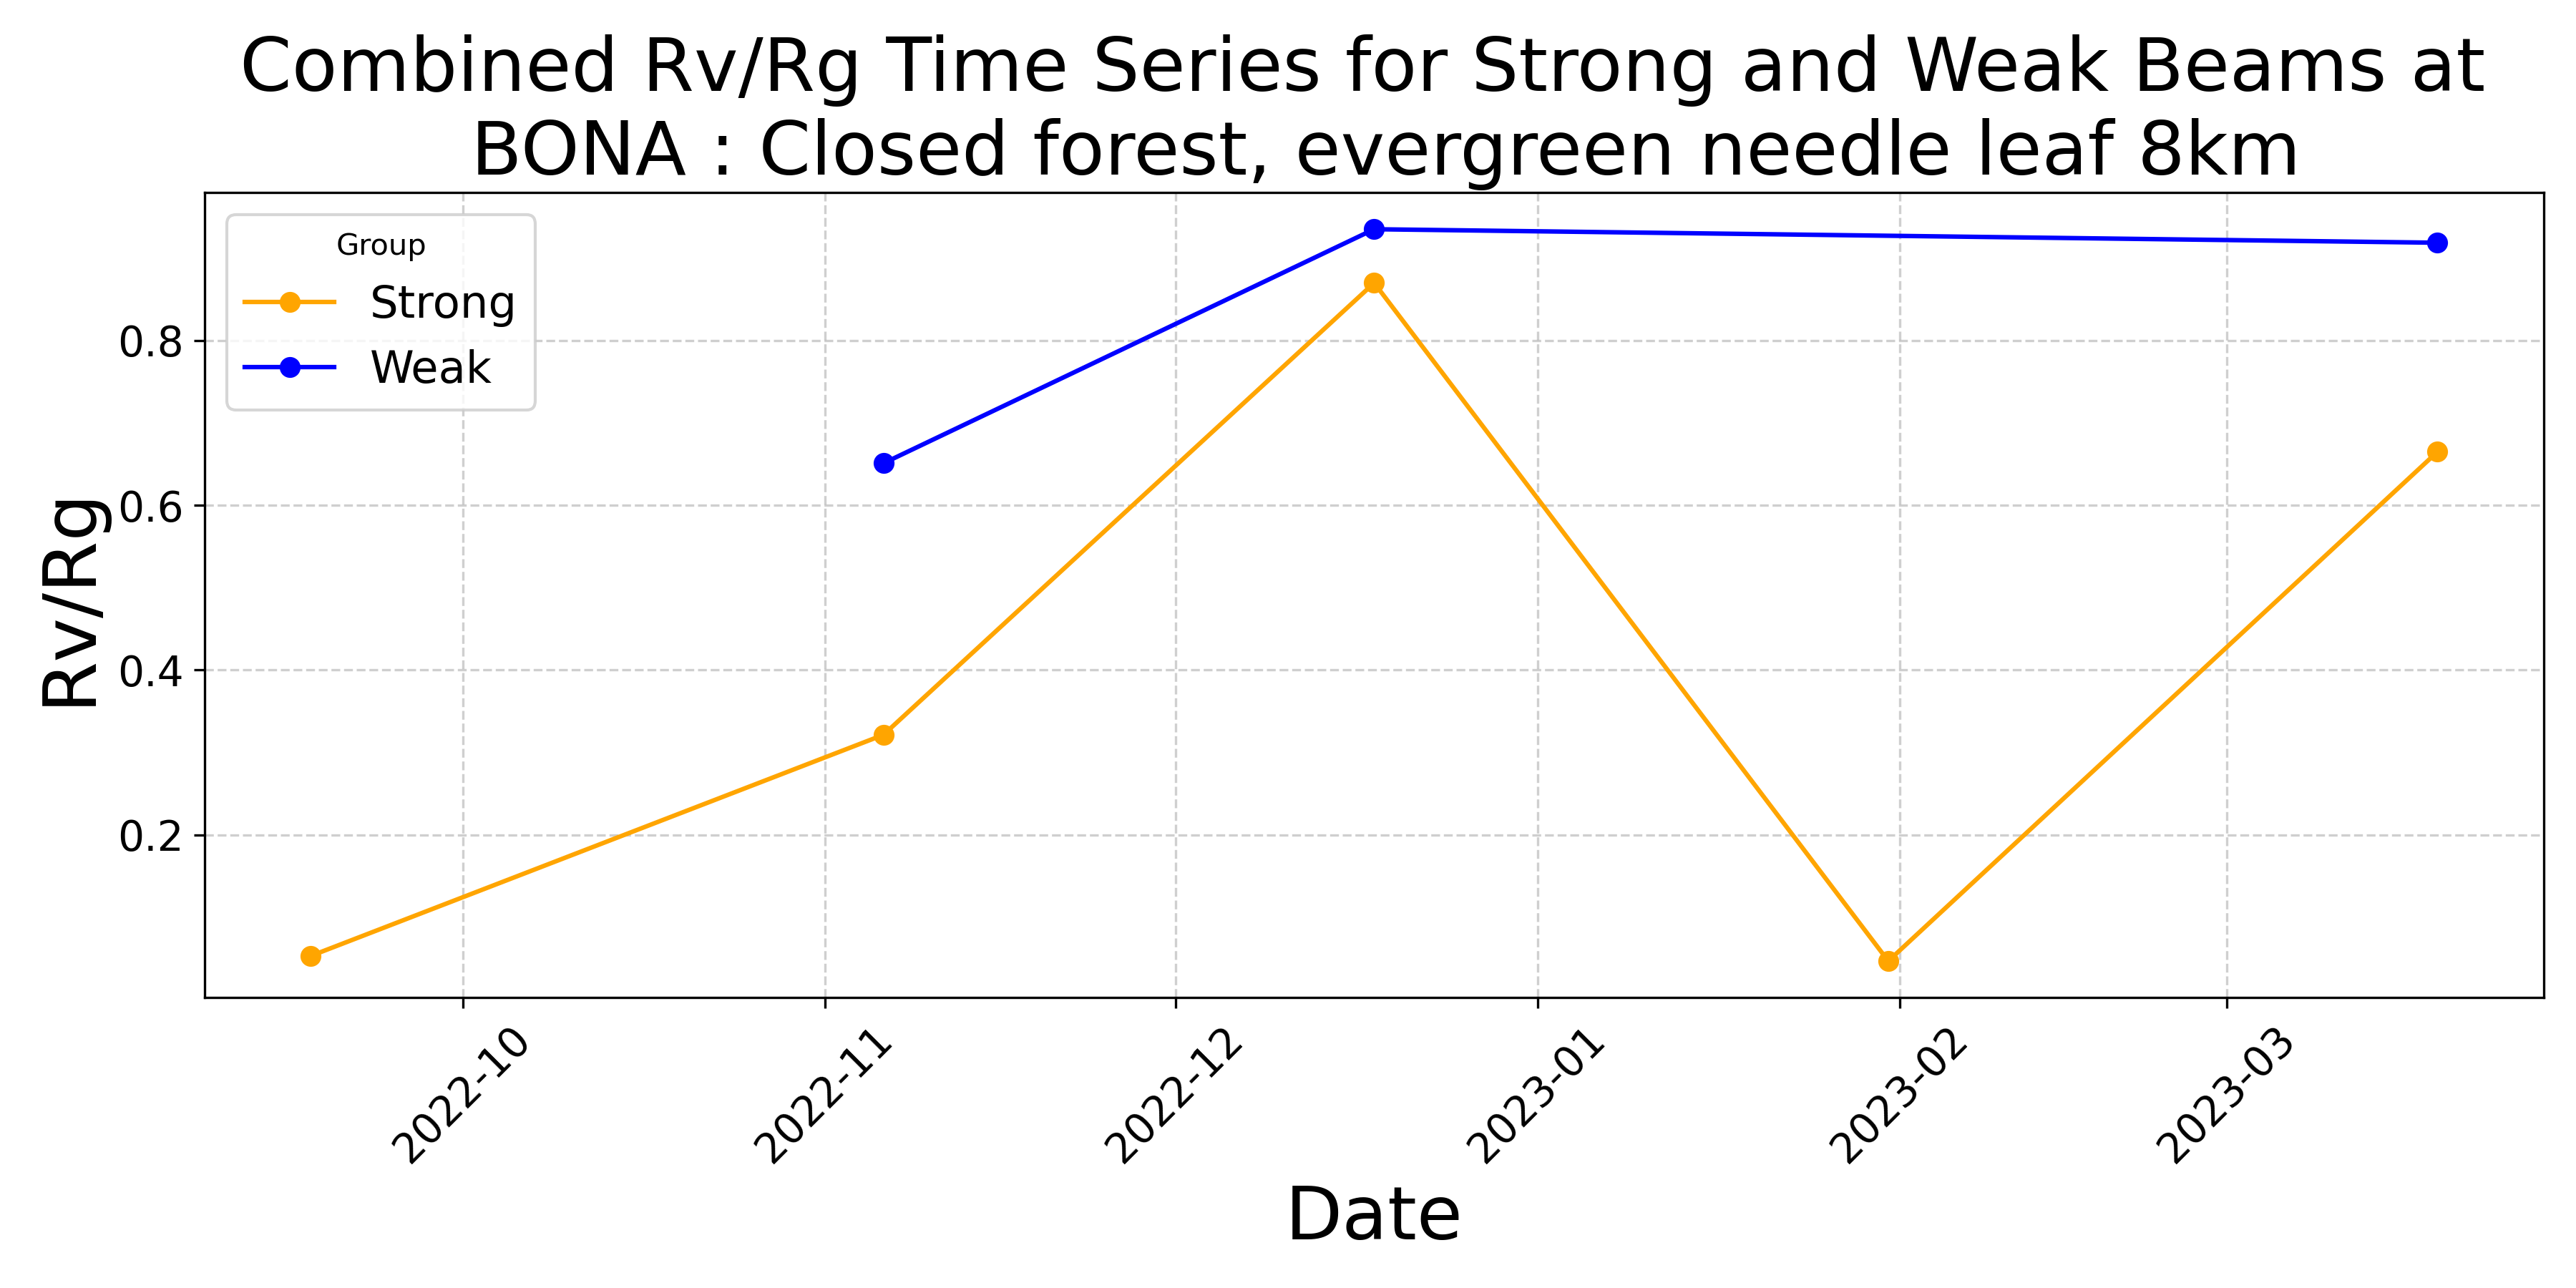 Combined Rv/Rg Time Series for Strong and Weak Beams at
BONA : Closed forest, evergreen needle leaf 8km
Group
Strong
Weak
Rv/Rg
0.8
0.6
0.4
0.2
2022-10
2022-11
2022-12
2023-01
2023-02
2023-03
Date